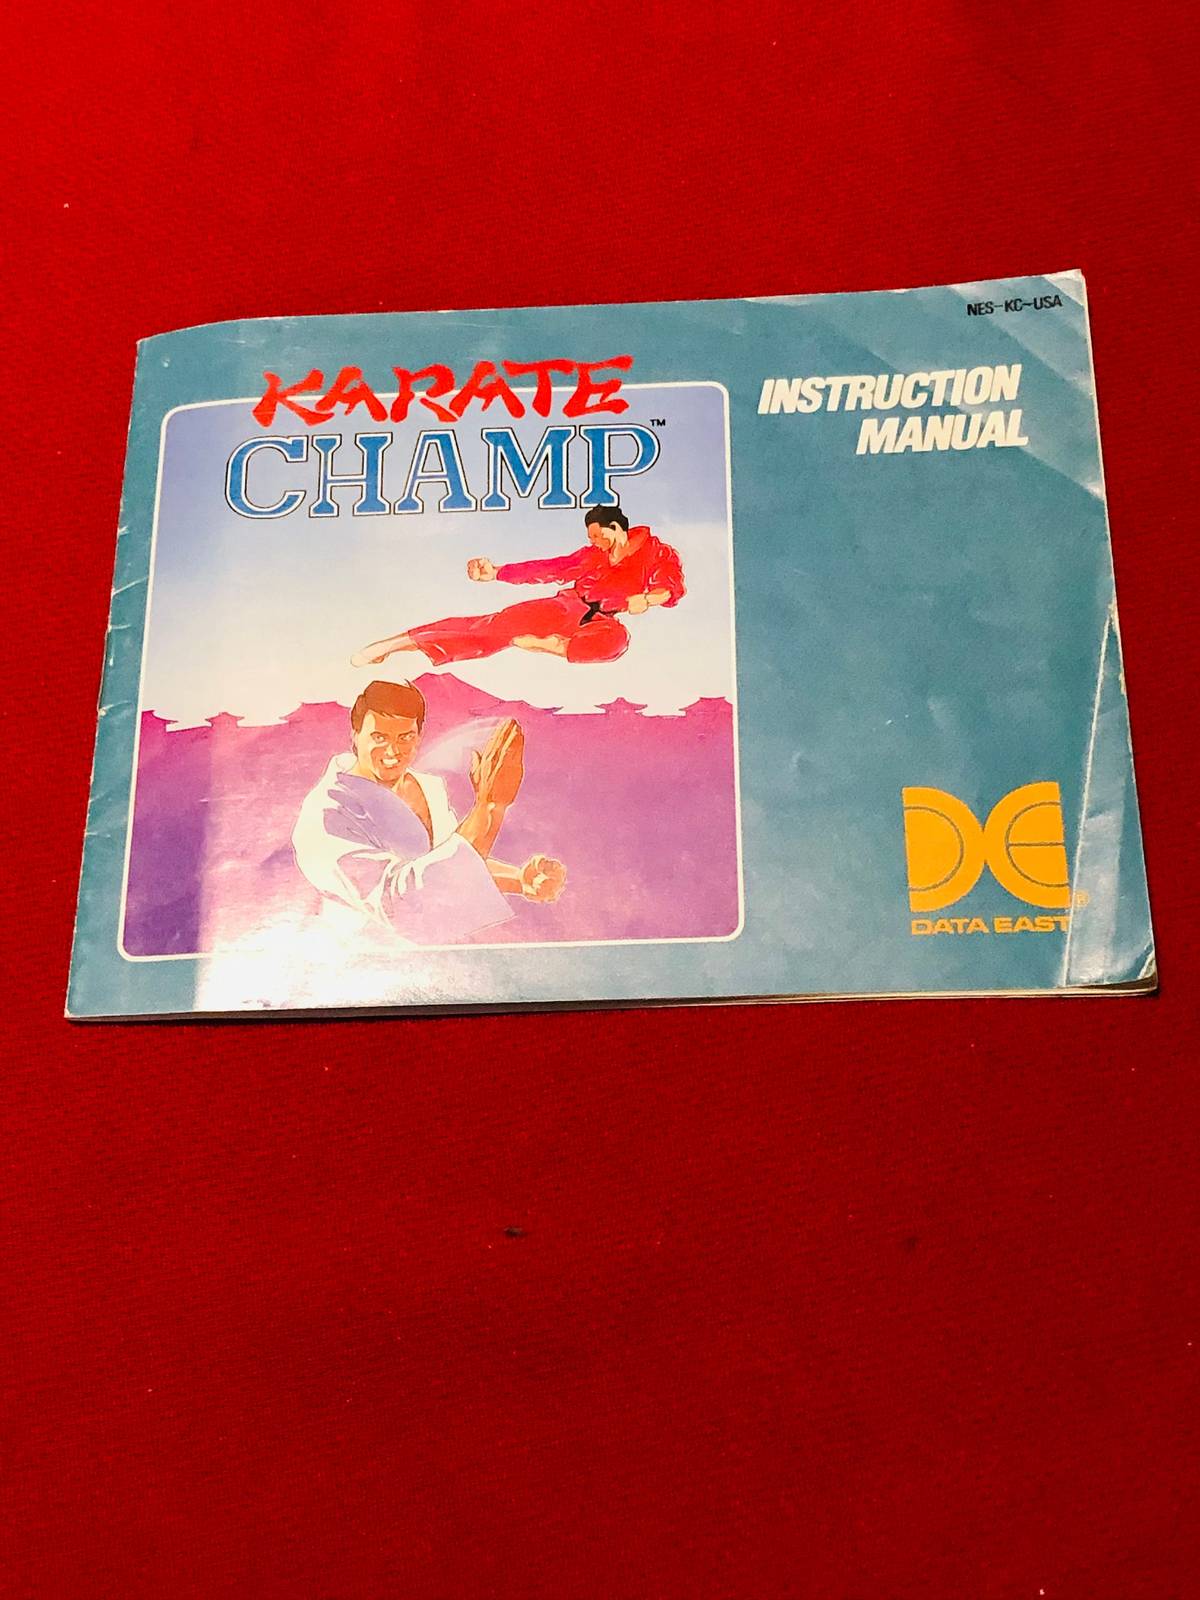 NES-KC-USA
KARATE
CHAMP™
INSTRUCTION
MANUAL
DATA EAST®